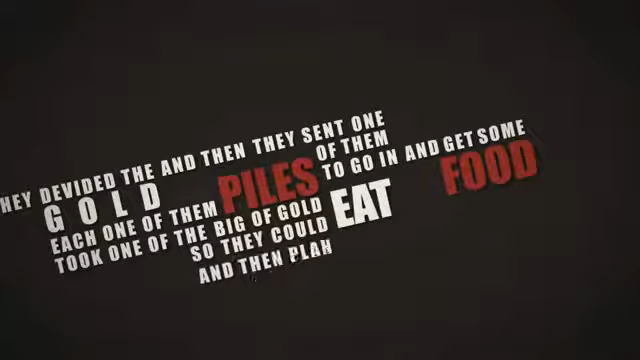 HEY DEVIDED THE AND THEN THEY SENT ONE
GOLD PILES OF THEM
EACH ONE OF THEM TO GO IN AND GET SOME
TOOK ONE OF THE BIG OF GOLD EAT FOOD
SO THEY COULD
AND THEN PLAN